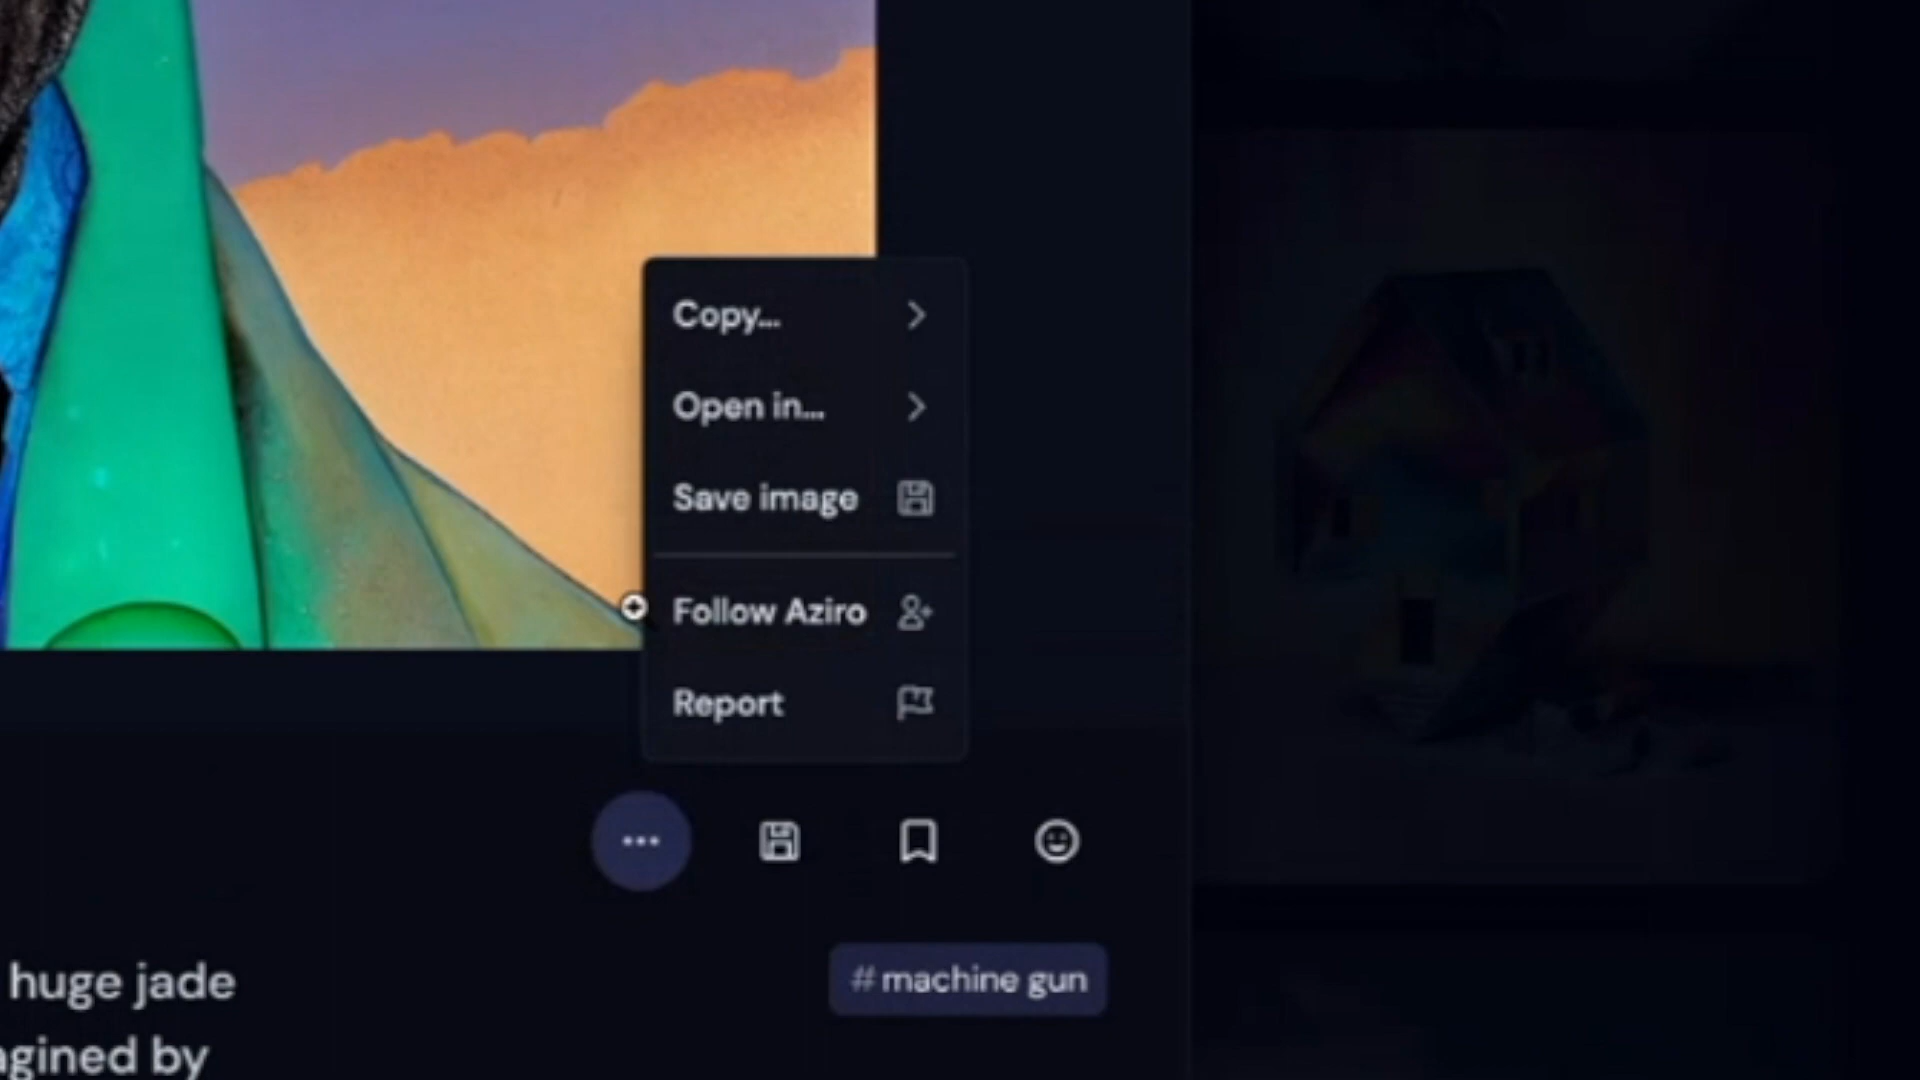 Copy...
Open in...
Save image
Follow Aziro
Report
huge jade
#machine gun
agined by